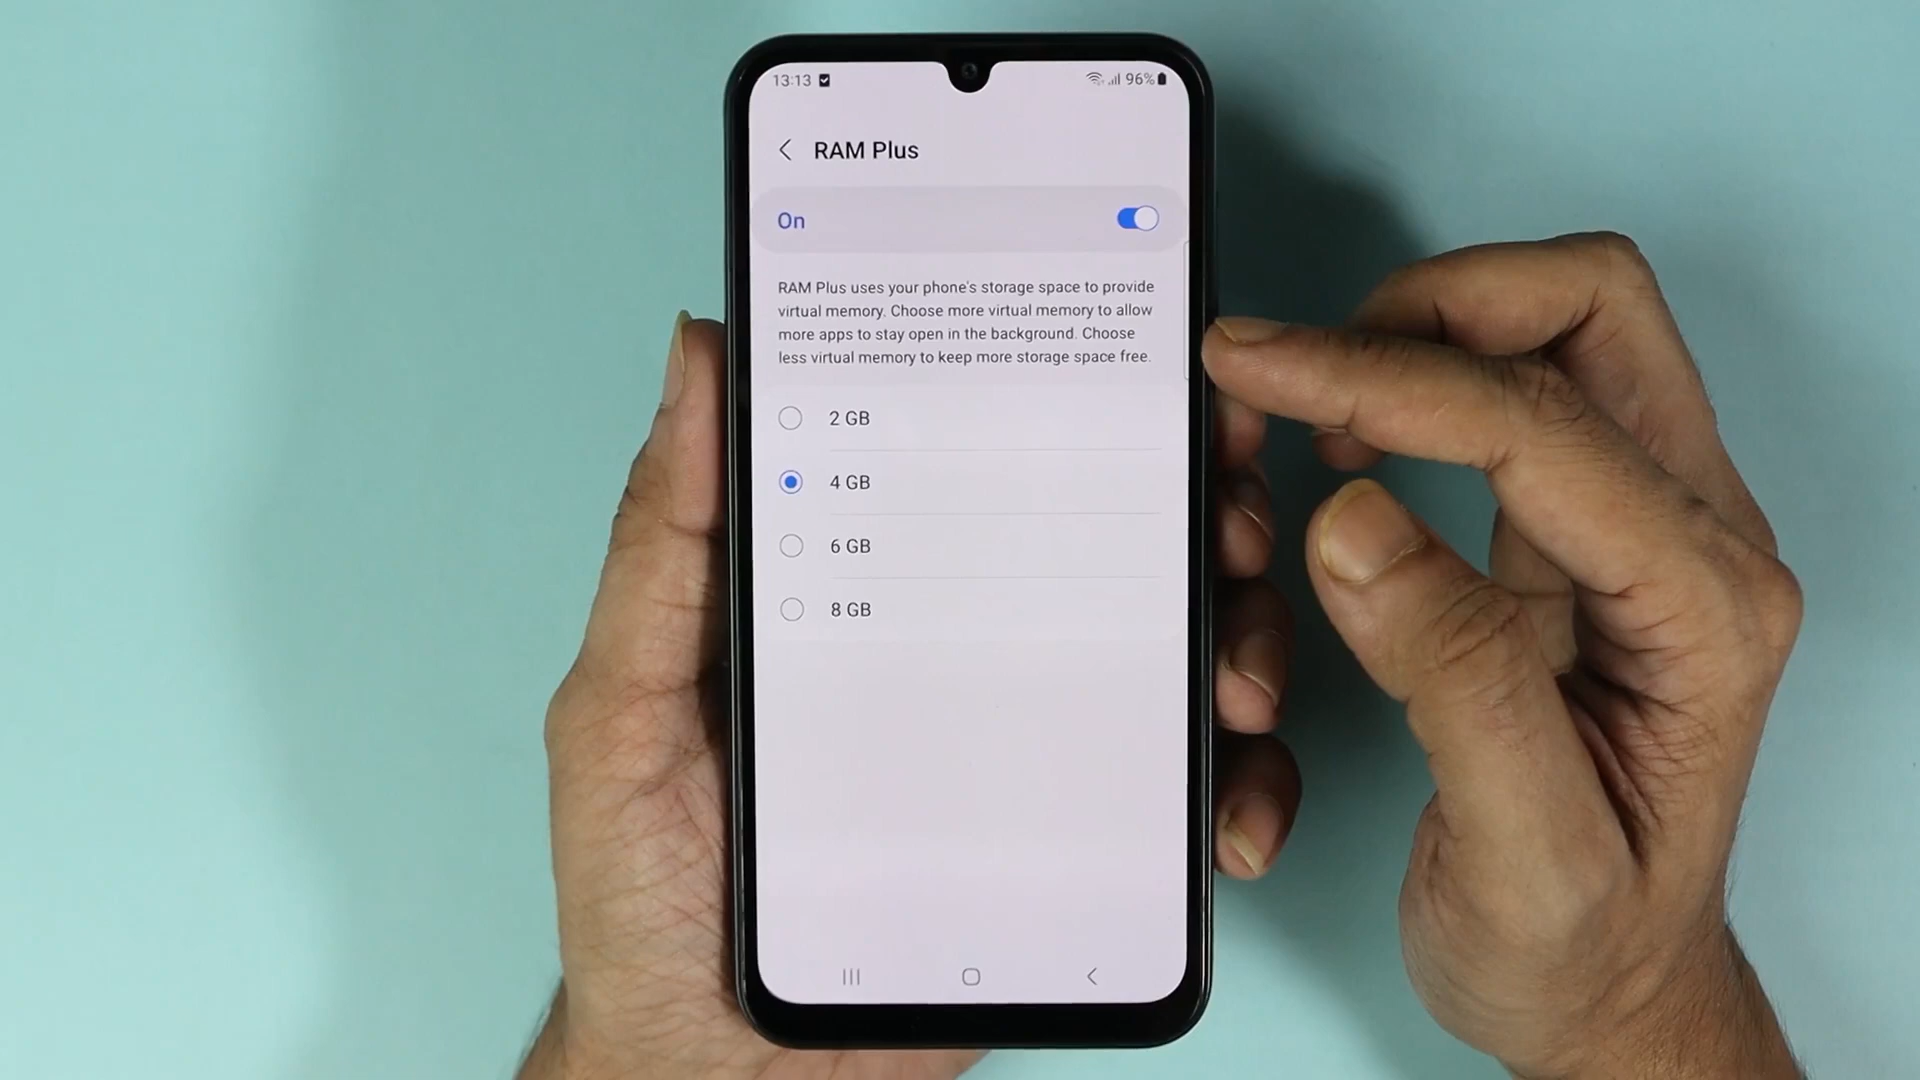 13:13
96%
RAM Plus
On
RAM Plus uses your phone's storage space to provide
virtual memory. Choose more virtual memory to allow
more apps to stay open in the background. Choose
less virtual memory to keep more storage space free.
2 GB
4 GB
6 GB
8 GB